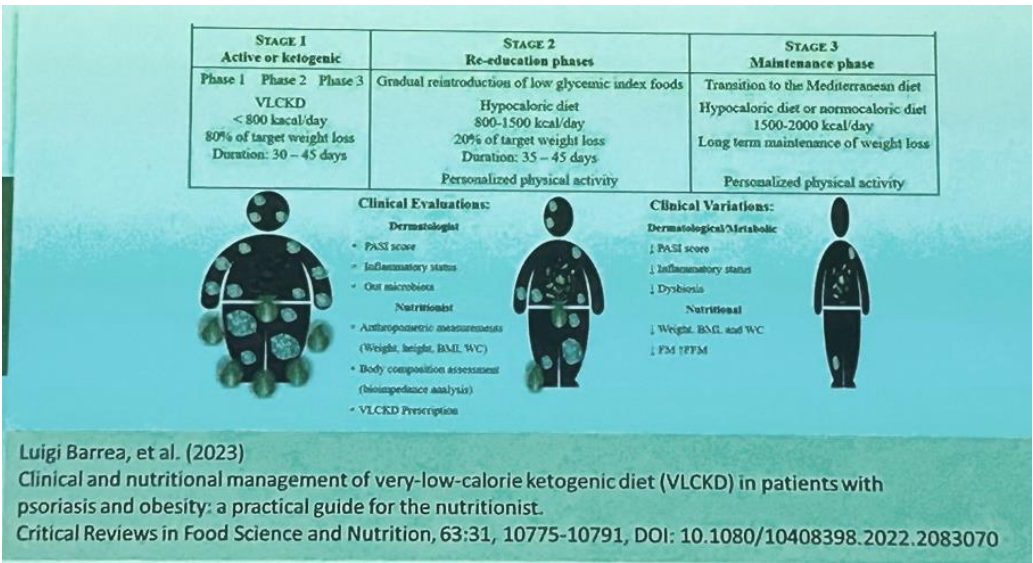 STAGE 1
Active or ketogenic
Phase 1 Phase 2 Phase 3
VLCKD
< 800 kacal/day
80% of target weight loss
Duration: 30 – 45 days
STAGE 2
Re-education phases
Gradual reintroduction of low glycemic index foods
Hypocaloric diet
800-1500 kcal/day
20% of target weight loss
Duration: 35 – 45 days
Personalized physical activity
STAGE 3
Maintenance phase
Transition to the Mediterranean diet
Hypocaloric diet or normocaloric diet
1500-2000 kcal/day
Long term maintenance of weight loss
Personalized physical activity
Clinical Evaluations:
Dermatologist
• PASI score
• Inflammatory status
• Gut microbiota
Nutritionist
• Anthropometric measurements
(Weight, height, BMI, WC)
• Body composition assessment
(bioimpedance analysis)
• VLCKD Prescription
Clinical Variations:
Dermatological/Metabolic
↓ PASI score
↓ Inflammatory status
↓ Dysbiosis
Nutritional
↓ Weight, BMI, and WC
↓ FM ↑FFM
Luigi Barrea, et al. (2023)
Clinical and nutritional management of very-low-calorie ketogenic diet (VLCKD) in patients with
psoriasis and obesity: a practical guide for the nutritionist.
Critical Reviews in Food Science and Nutrition, 63:31, 10775-10791, DOI: 10.1080/10408398.2022.2083070